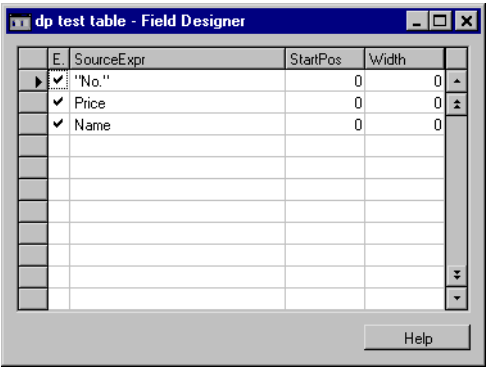 dp test table - Field Designer
E. SourceExpr StartPos Width
"No." 0 0
Price 0 0
Name 0 0
Help